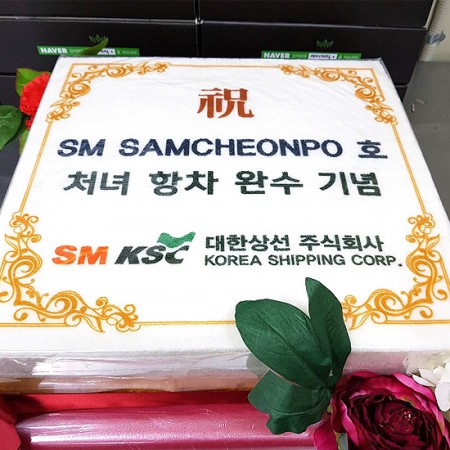 NAVER
NAVER
祝
SM SAMCHEONPO 호
처녀 항차 완수 기념
SM KSC 대한상선 주식회사
KOREA SHIPPING CORP.